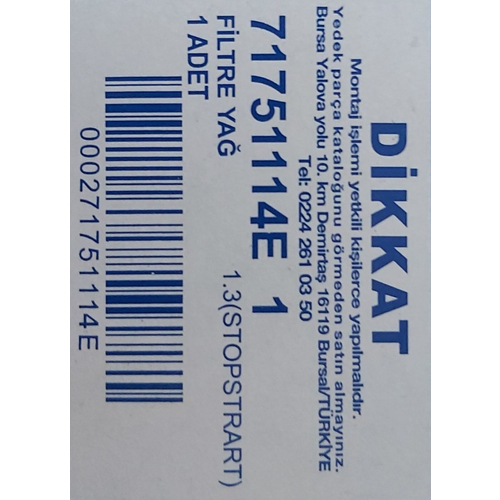 DİKKAT
Montaj işlemi yetkili kişilerce yapılmalıdır.
Yedek parça kataloğunu görmeden satın almayınız.
Bursa Yalova yolu 10. km Demirtaş 16119 Bursa/TÜRKİYE
Tel: 0224 261 03 50
71751114E 1
FİLTRE YAĞ 1.3(STOPSTRART)
1 ADET
000271751114E